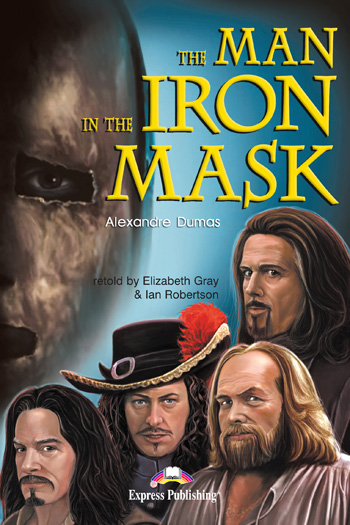 THE MAN
IN THE IRON
MASK
Alexandre Dumas
retold by Elizabeth Gray
& Ian Robertson
Express Publishing